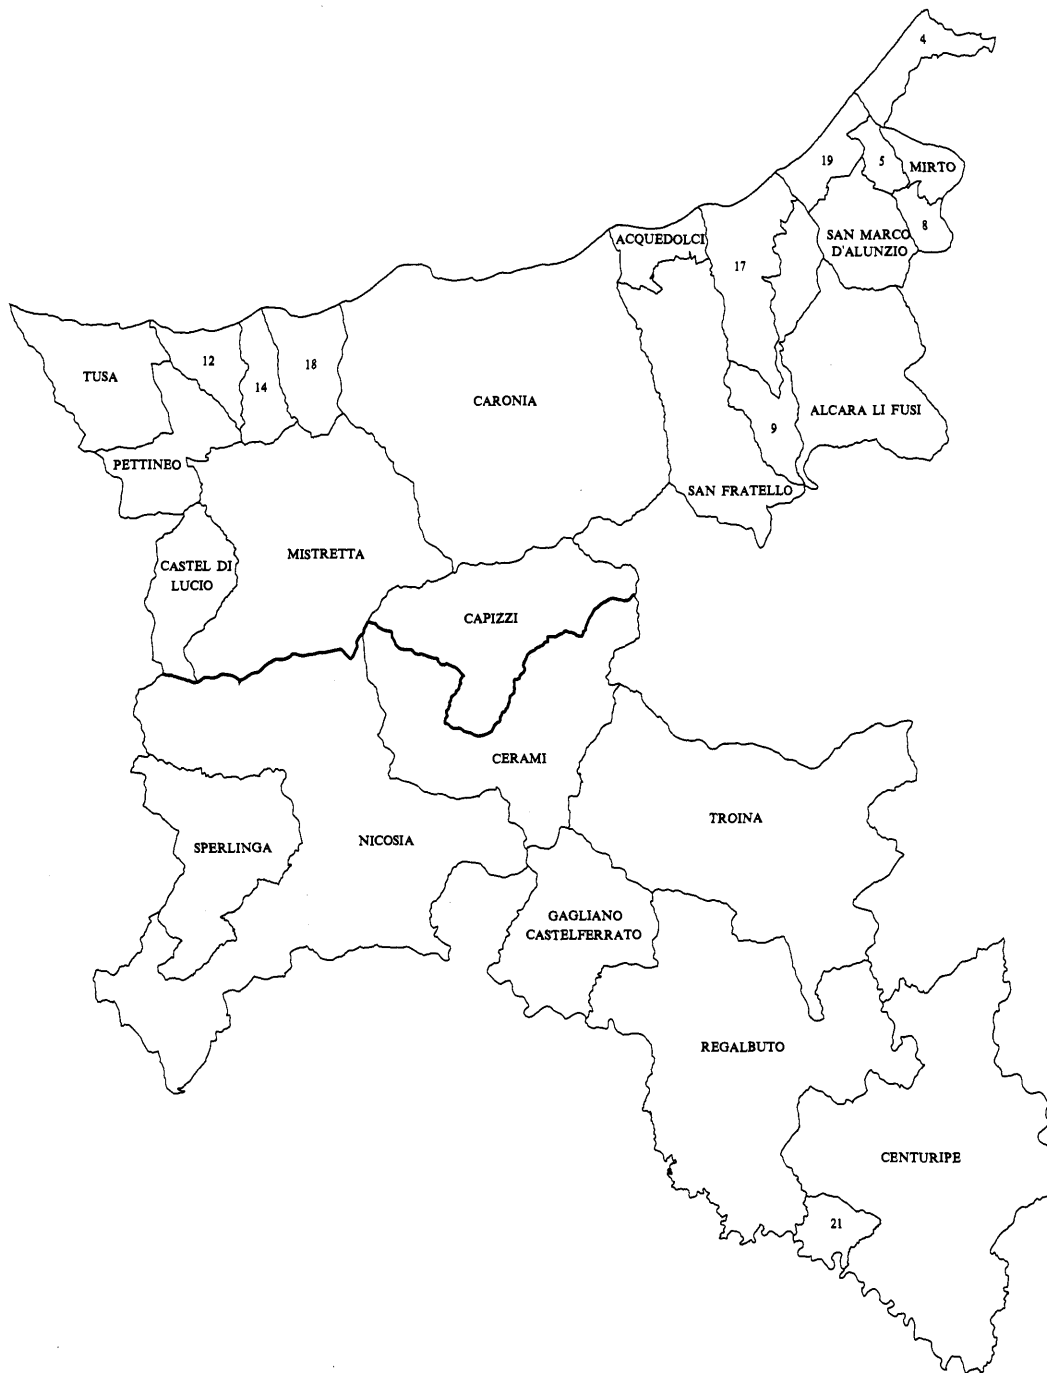 4
19
5
MIRTO
8
SAN MARCO
D'ALUNZIO
ACQUEDOLCI
17
12
18
14
TUSA
CARONIA
ALCARA LI FUSI
9
PETTINEO
SAN FRATELLO
MISTRETTA
CASTEL DI
LUCIO
CAPIZZI
CERAMI
TROINA
NICOSIA
SPERLINGA
GAGLIANO
CASTELFERRATO
REGALBUTO
CENTURIPE
21